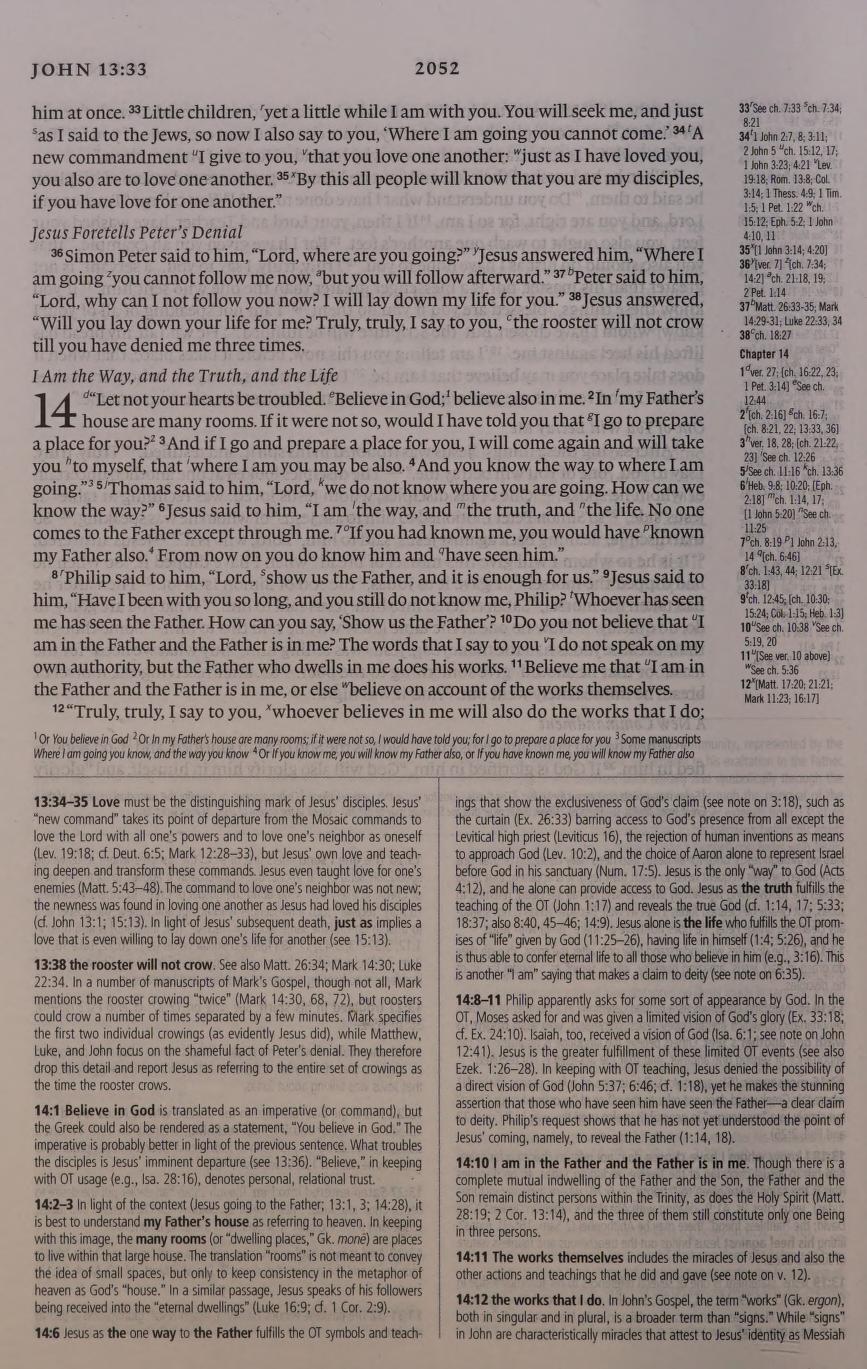 JOHN 13:33
2052
him at once. 33Little children, ryet a little while I am with you. You will seek me, and just
sas I said to the Jews, so now I also say to you, ‘Where I am going you cannot come.’ 34tA
new commandment uI give to you, vthat you love one another: wjust as I have loved you,
you also are to love one another. 35xBy this all people will know that you are my disciples,
if you have love for one another.”
Jesus Foretells Peter’s Denial
36Simon Peter said to him, “Lord, where are you going?” yJesus answered him, “Where I
am going zyou cannot follow me now, abut you will follow afterward.” 37bPeter said to him,
“Lord, why can I not follow you now? I will lay down my life for you.” 38Jesus answered,
“Will you lay down your life for me? Truly, truly, I say to you, cthe rooster will not crow
till you have denied me three times.
I Am the Way, and the Truth, and the Life
14 d“Let not your hearts be troubled. eBelieve in God;1 believe also in me. 2In fmy Father’s
house are many rooms. If it were not so, would I have told you that gI go to prepare
a place for you?2 3And if I go and prepare a place for you, I will come again and will take
you hto myself, that iwhere I am you may be also. 4And you know the way to where I am
going.”3 5jThomas said to him, “Lord, kwe do not know where you are going. How can we
know the way?” 6Jesus said to him, “I am lthe way, and mthe truth, and nthe life. No one
comes to the Father except through me. 7oIf you had known me, you would have pknown
my Father also.4 From now on you do know him and qhave seen him.”
8rPhilip said to him, “Lord, sshow us the Father, and it is enough for us.” 9Jesus said to
him, “Have I been with you so long, and you still do not know me, Philip? tWhoever has seen
me has seen the Father. How can you say, ‘Show us the Father’? 10Do you not believe that uI
am in the Father and the Father is in me? The words that I say to you vI do not speak on my
own authority, but the Father who dwells in me does his works. 11Believe me that uI am in
the Father and the Father is in me, or else wbelieve on account of the works themselves.
12“Truly, truly, I say to you, xwhoever believes in me will also do the works that I do;
1 Or You believe in God 2 Or In my Father’s house are many rooms; if it were not so, I would have told you; for I go to prepare a place for you 3 Some manuscripts
Where I am going you know, and the way you know 4 Or If you know me, you will know my Father also, or If you have known me, you will know my Father also
33rSee ch. 7:33 sch. 7:34;
8:21
34t1 John 2:7, 8; 3:11;
2 John 5 uch. 15:12, 17;
1 John 3:23; 4:21 vLev.
19:18; Rom. 13:8; Col.
3:14; 1 Thess. 4:9; 1 Tim.
1:5; 1 Pet. 1:22 wch.
15:12; Eph. 5:2; 1 John
4:10, 11
35x[1 John 3:14; 4:20]
36y[ver. 7] z[ch. 7:34;
14:2] ach. 21:18, 19;
2 Pet. 1:14
37bMatt. 26:33-35; Mark
14:29-31; Luke 22:33, 34
38cch. 18:27
Chapter 14
1dver. 27; [ch. 16:22, 23;
1 Pet. 3:14] eSee ch.
12:44
2f[ch. 2:16] gch. 16:7;
[ch. 8:21, 22; 13:33, 36]
3hver. 18, 28; [ch. 21:22,
23] iSee ch. 12:26
5jSee ch. 11:16 kch. 13:36
6lHeb. 9:8; 10:20; [Eph.
2:18] mch. 1:14, 17;
[1 John 5:20] nSee ch.
11:25
7och. 8:19 p1 John 2:13,
14 q[ch. 6:46]
8rch. 1:43, 44; 12:21 s[Ex.
33:18]
9tch. 12:45; [ch. 10:30;
15:24; Col. 1:15; Heb. 1:3]
10uSee ch. 10:38 vSee ch.
5:19, 20
11u[See ver. 10 above]
wSee ch. 5:36
12x[Matt. 17:20; 21:21;
Mark 11:23; 16:17]
13:34–35 Love must be the distinguishing mark of Jesus’ disciples. Jesus’
“new command” takes its point of departure from the Mosaic commands to
love the Lord with all one’s powers and to love one’s neighbor as oneself
(Lev. 19:18; cf. Deut. 6:5; Mark 12:28–33), but Jesus’ own love and teach-
ing deepen and transform these commands. Jesus even taught love for one’s
enemies (Matt. 5:43–48). The command to love one’s neighbor was not new;
the newness was found in loving one another as Jesus had loved his disciples
(cf. John 13:1; 15:13). In light of Jesus’ subsequent death, just as implies a
love that is even willing to lay down one’s life for another (see 15:13).
13:38 the rooster will not crow. See also Matt. 26:34; Mark 14:30; Luke
22:34. In a number of manuscripts of Mark’s Gospel, though not all, Mark
mentions the rooster crowing “twice” (Mark 14:30, 68, 72), but roosters
could crow a number of times separated by a few minutes. Mark specifies
the first two individual crowings (as evidently Jesus did), while Matthew,
Luke, and John focus on the shameful fact of Peter’s denial. They therefore
drop this detail and report Jesus as referring to the entire set of crowings as
the time the rooster crows.
14:1 Believe in God is translated as an imperative (or command), but
the Greek could also be rendered as a statement, “You believe in God.” The
imperative is probably better in light of the previous sentence. What troubles
the disciples is Jesus’ imminent departure (see 13:36). “Believe,” in keeping
with OT usage (e.g., Isa. 28:16), denotes personal, relational trust.
14:2–3 In light of the context (Jesus going to the Father; 13:1, 3; 14:28), it
is best to understand my Father’s house as referring to heaven. In keeping
with this image, the many rooms (or “dwelling places,” Gk. monē) are places
to live within that large house. The translation “rooms” is not meant to convey
the idea of small spaces, but only to keep consistency in the metaphor of
heaven as God’s “house.” In a similar passage, Jesus speaks of his followers
being received into the “eternal dwellings” (Luke 16:9; cf. 1 Cor. 2:9).
14:6 Jesus as the one way to the Father fulfills the OT symbols and teach-
ings that show the exclusiveness of God’s claim (see note on 3:18), such as
the curtain (Ex. 26:33) barring access to God’s presence from all except the
Levitical high priest (Leviticus 16), the rejection of human inventions as means
to approach God (Lev. 10:2), and the choice of Aaron alone to represent Israel
before God in his sanctuary (Num. 17:5). Jesus is the only “way” to God (Acts
4:12), and he alone can provide access to God. Jesus as the truth fulfills the
teaching of the OT (John 1:17) and reveals the true God (cf. 1:14, 17; 5:33;
18:37; also 8:40, 45–46; 14:9). Jesus alone is the life who fulfills the OT prom-
ises of “life” given by God (11:25–26), having life in himself (1:4; 5:26), and he
is thus able to confer eternal life to all those who believe in him (e.g., 3:16). This
is another “I am” saying that makes a claim to deity (see note on 6:35).
14:8–11 Philip apparently asks for some sort of appearance by God. In the
OT, Moses asked for and was given a limited vision of God’s glory (Ex. 33:18;
cf. Ex. 24:10). Isaiah, too, received a vision of God (Isa. 6:1; see note on John
12:41). Jesus is the greater fulfillment of these limited OT events (see also
Ezek. 1:26–28). In keeping with OT teaching, Jesus denied the possibility of
a direct vision of God (John 5:37; 6:46; cf. 1:18), yet he makes the stunning
assertion that those who have seen him have seen the Father—a clear claim
to deity. Philip’s request shows that he has not yet understood the point of
Jesus’ coming, namely, to reveal the Father (1:14, 18).
14:10 I am in the Father and the Father is in me. Though there is a
complete mutual indwelling of the Father and the Son, the Father and the
Son remain distinct persons within the Trinity, as does the Holy Spirit (Matt.
28:19; 2 Cor. 13:14), and the three of them still constitute only one Being
in three persons.
14:11 The works themselves includes the miracles of Jesus and also the
other actions and teachings that he did and gave (see note on v. 12).
14:12 the works that I do. In John’s Gospel, the term “works” (Gk. ergon),
both in singular and in plural, is a broader term than “signs.” While “signs”
in John are characteristically miracles that attest to Jesus’ identity as Messiah